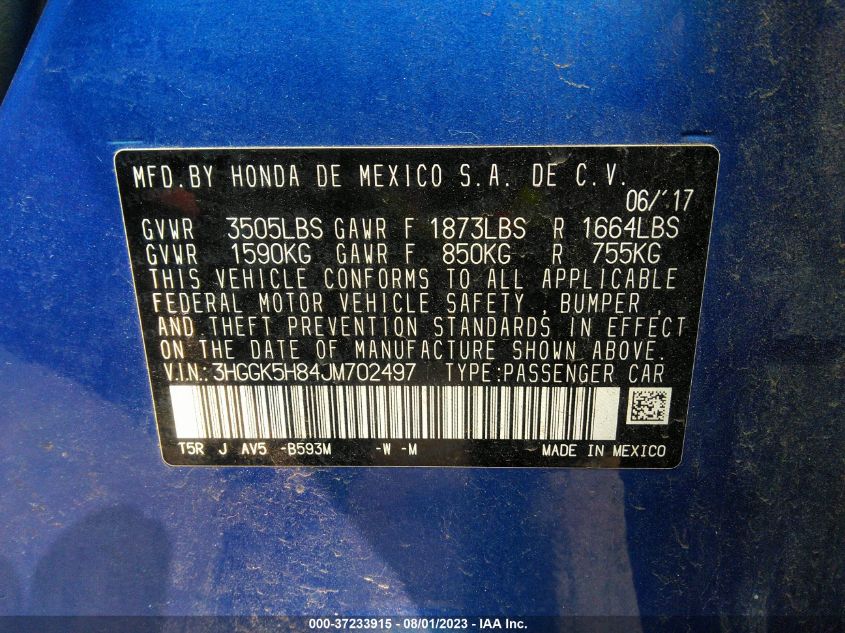 MFD.BY HONDA DE MEXICO S.A. DE C.V.
06/'17
GVWR 3505LBS GAWR F 1873LBS R 1664LBS
GVWR 1590KG GAWR F 850KG R 755KG
THIS VEHICLE CONFORMS TO ALL APPLICABLE
FEDERAL MOTOR VEHICLE SAFETY , BUMPER ,
AND THEFT PREVENTION STANDARDS IN EFFECT
ON THE DATE OF MANUFACTURE SHOWN ABOVE.
V.I.N.:3HGGK5H84JM702497 TYPE:PASSENGER CAR
T5R J AV5 -B593M -W -M MADE IN MEXICO
000-37233915 - 08/01/2023 - IAA Inc.